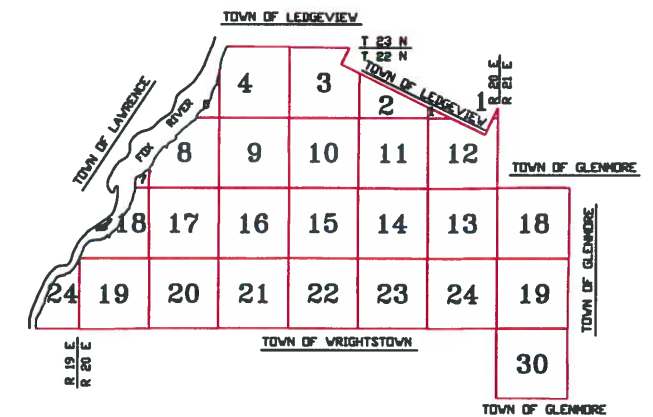 TOWN OF LEDGEVIEW
T 23 N
T 22 N
TOWN OF LEDGEVIEW
R 20 E
R 21 E
TOWN OF LAWRENCE
FOX RIVER
4
3
2
1
1
8
9
10
11
12
TOWN OF GLENMORE
7
18
17
16
15
14
13
18
TOWN OF GLENMORE
24
19
20
21
22
23
24
19
R 19 E
R 20 E
TOWN OF WRIGHTSTOWN
30
TOWN OF GLENMORE